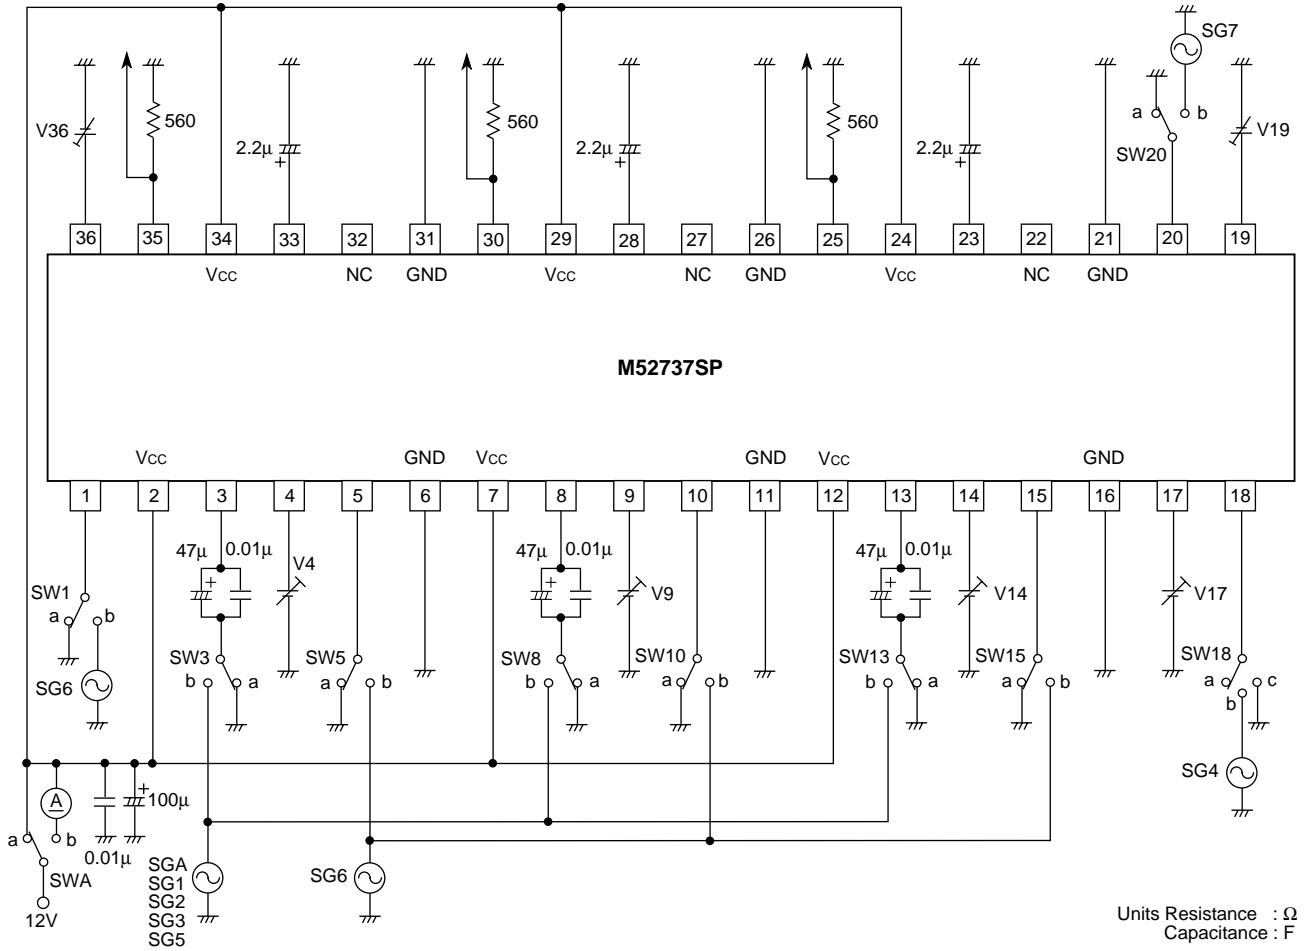 SG7
V36
560
2.2μ
+
560
2.2μ
+
560
2.2μ
+
a
b
SW20
V19
36
35
34
33
32
31
30
29
28
27
26
25
24
23
22
21
20
19
VCC
NC
GND
VCC
NC
GND
VCC
NC
GND
M52737SP
VCC
GND
VCC
GND
VCC
GND
1
2
3
4
5
6
7
8
9
10
11
12
13
14
15
16
17
18
47μ
0.01μ
+
V4
47μ
0.01μ
+
V9
47μ
0.01μ
+
V14
V17
SW1
a
b
SG6
SW3
b
a
SW5
a
b
SW8
b
a
SW10
a
b
SW13
b
a
SW15
a
b
SW18
a
b
c
SG4
A
+
100μ
0.01μ
a
b
SWA
12V
SGA
SG1
SG2
SG3
SG5
SG6
Units Resistance : Ω
Capacitance : F